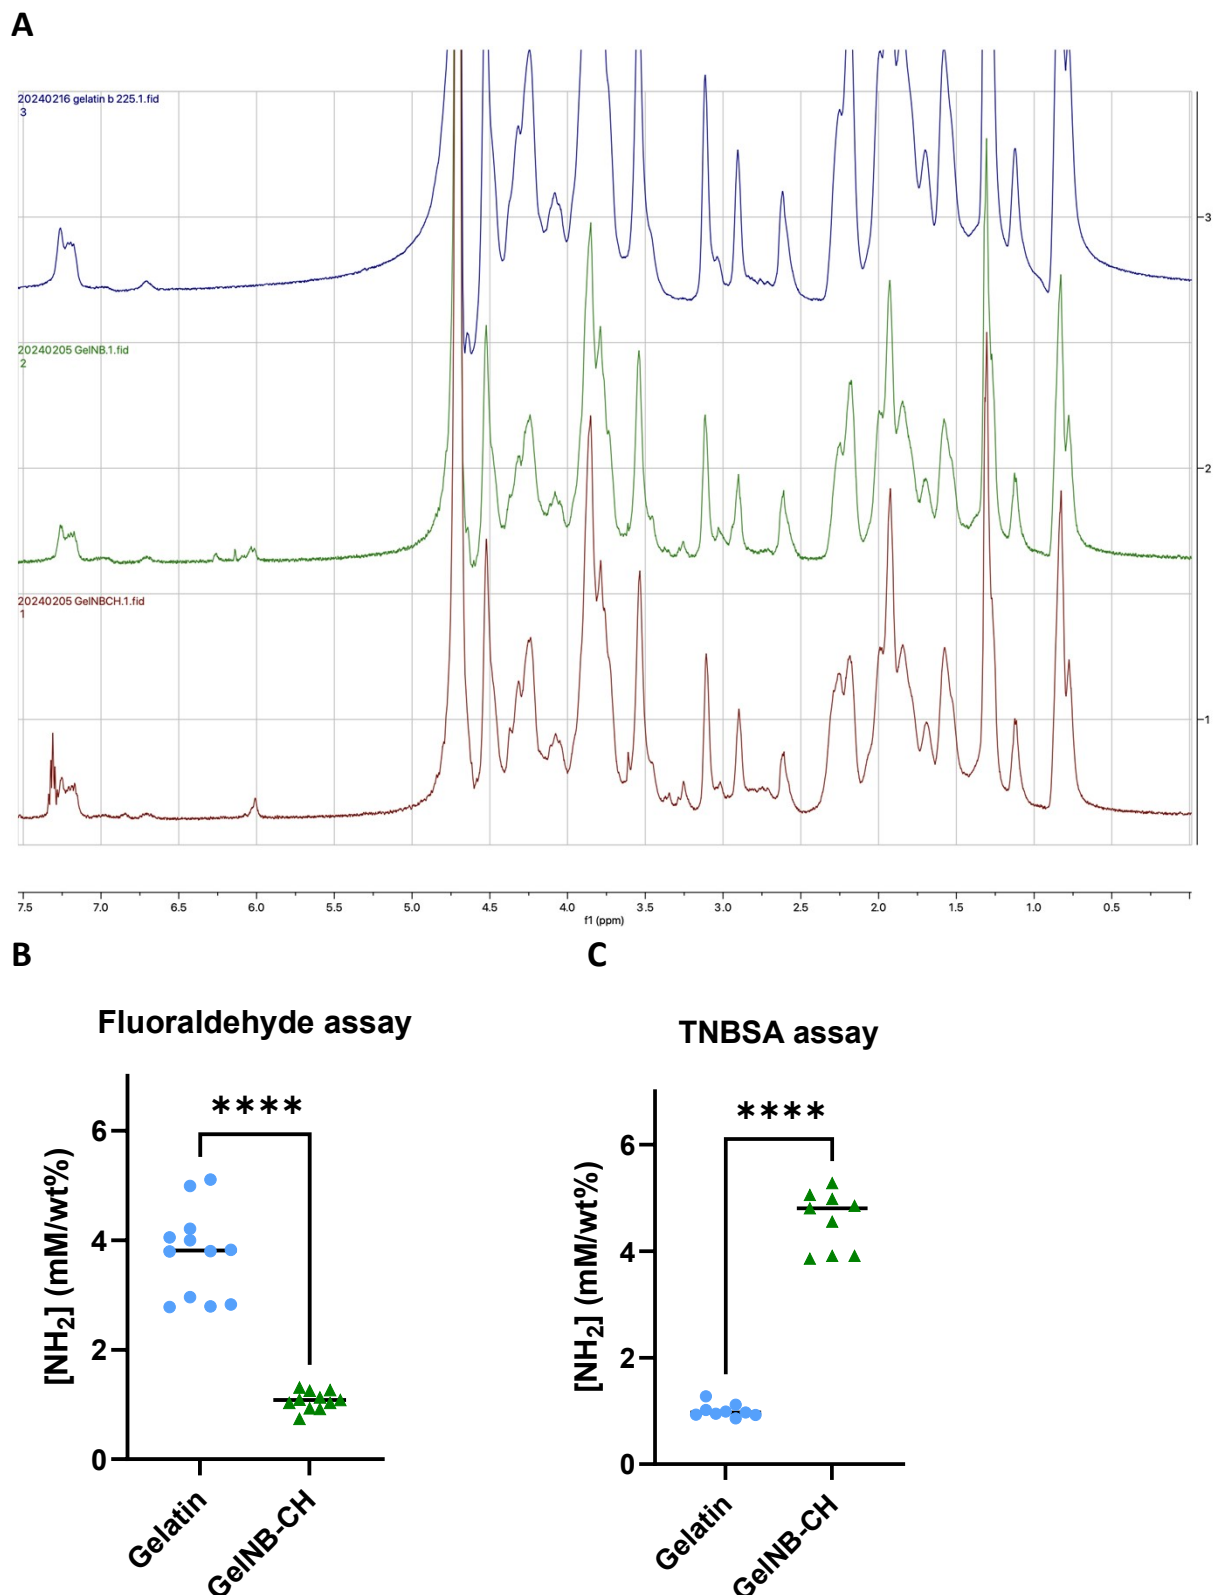 A
20240216 gelatin b 225.1.fid
3
3
20240205 GelNB.1.fid
2
2
20240205 GelNBCH.1.fid
1
1
7.5 7.0 6.5 6.0 5.5 5.0 4.5 4.0 3.5 3.0 2.5 2.0 1.5 1.0 0.5
f1 (ppm)
B
Fluoraldehyde assay
****
[NH2] (mM/wt%)
6
4
2
0
Gelatin
GelNB-CH
C
TNBSA assay
****
[NH2] (mM/wt%)
6
4
2
0
Gelatin
GelNB-CH